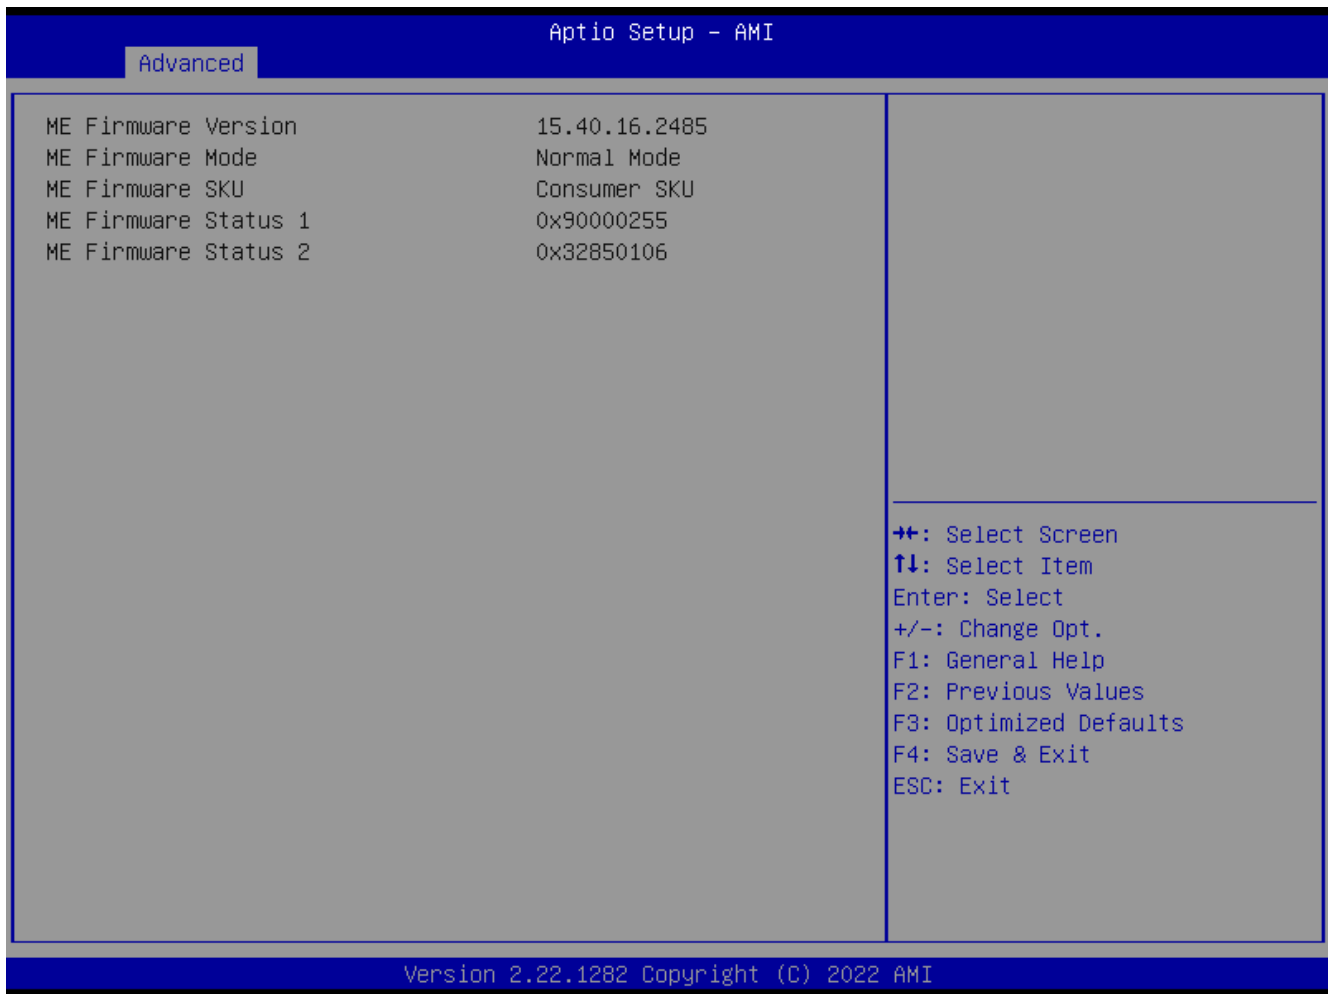 Aptio Setup – AMI
Advanced
ME Firmware Version 15.40.16.2485
ME Firmware Mode Normal Mode
ME Firmware SKU Consumer SKU
ME Firmware Status 1 0x90000255
ME Firmware Status 2 0x32850106
→←: Select Screen
↑↓: Select Item
Enter: Select
+/-: Change Opt.
F1: General Help
F2: Previous Values
F3: Optimized Defaults
F4: Save & Exit
ESC: Exit
Version 2.22.1282 Copyright (C) 2022 AMI